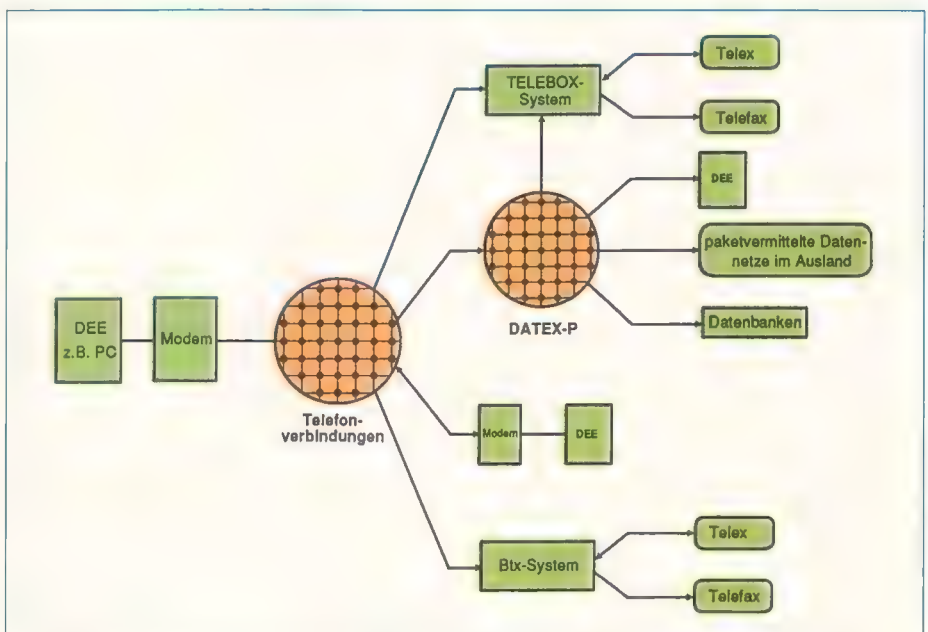 TELEBOX-
System
Telex
Telefax
DEE
paketvermittelte Daten-
netze im Ausland
Datenbanken
DATEX-P
DEE
z.B. PC
Modem
Telefon-
verbindungen
Modem
DEE
Btx-System
Telex
Telefax